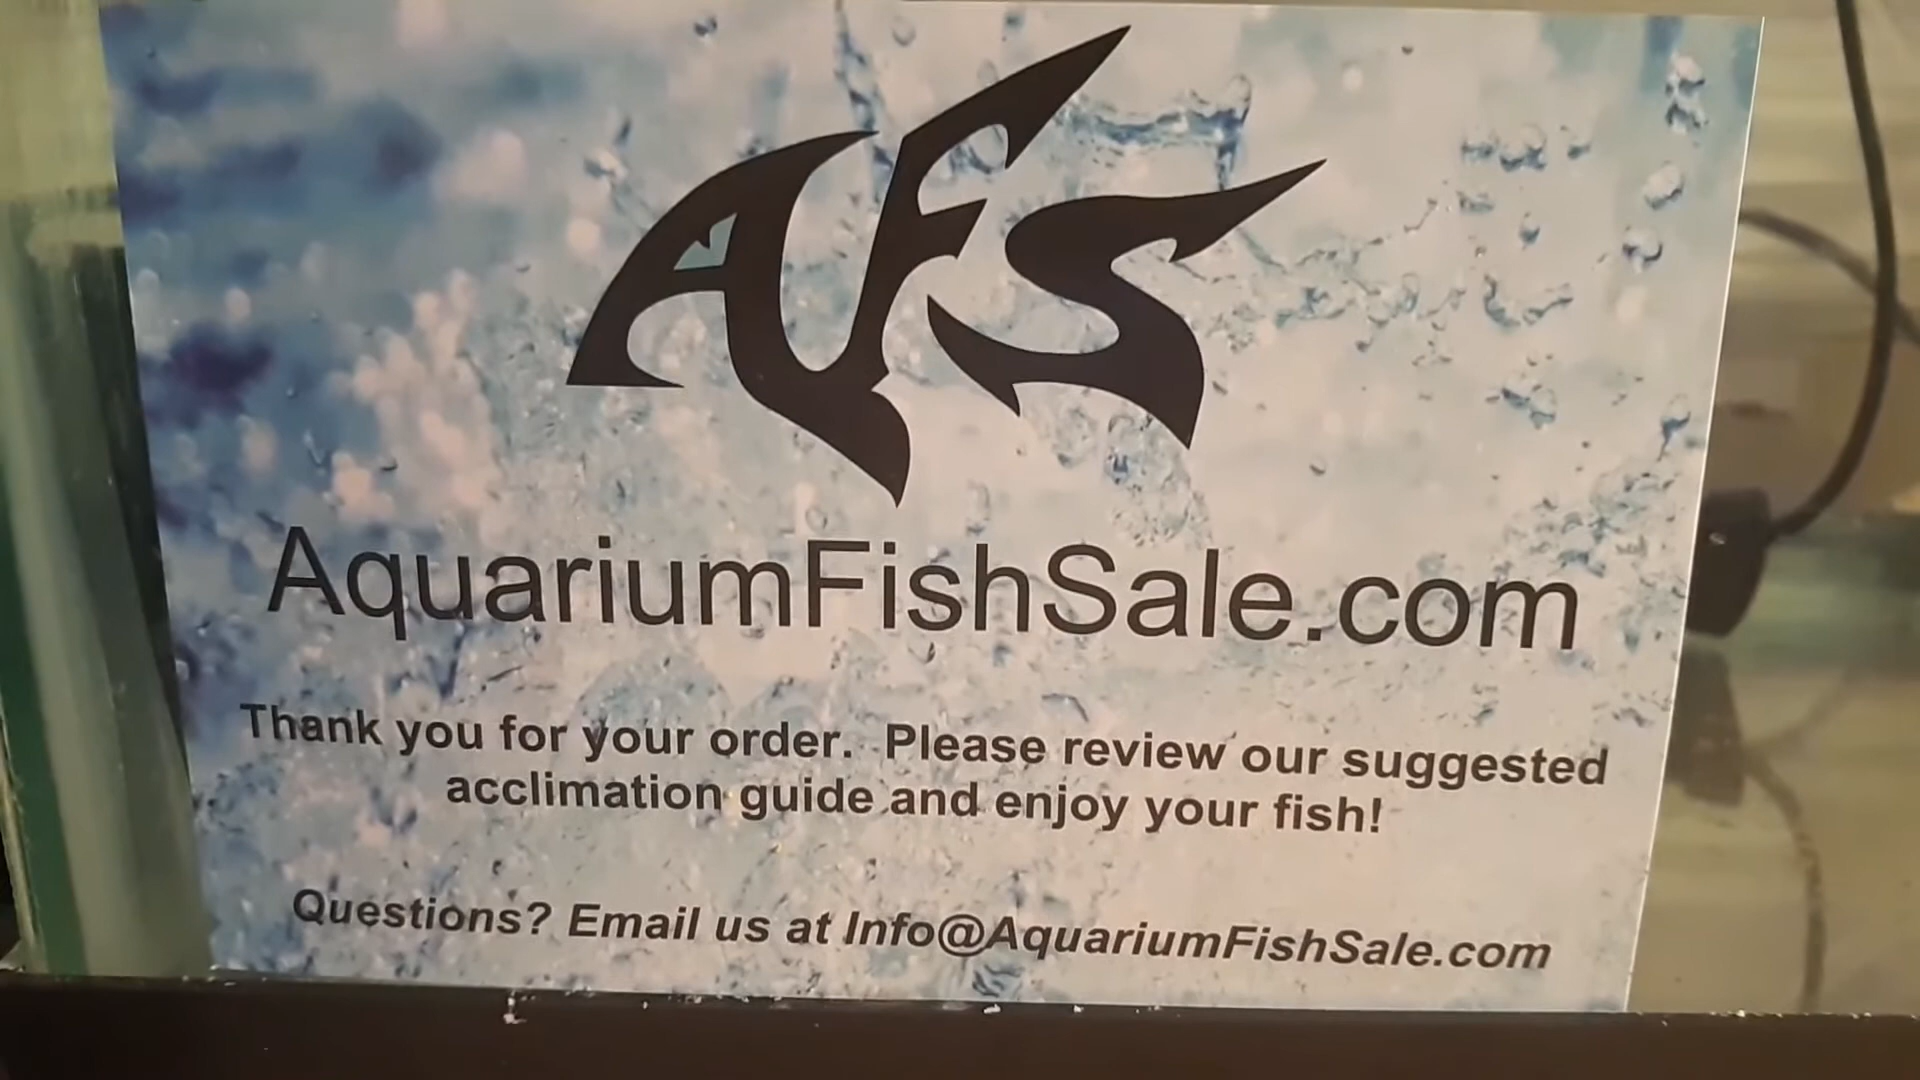 AFS
AquariumFishSale.com
Thank you for your order. Please review our suggested
acclimation guide and enjoy your fish!
Questions? Email us at Info@AquariumFishSale.com